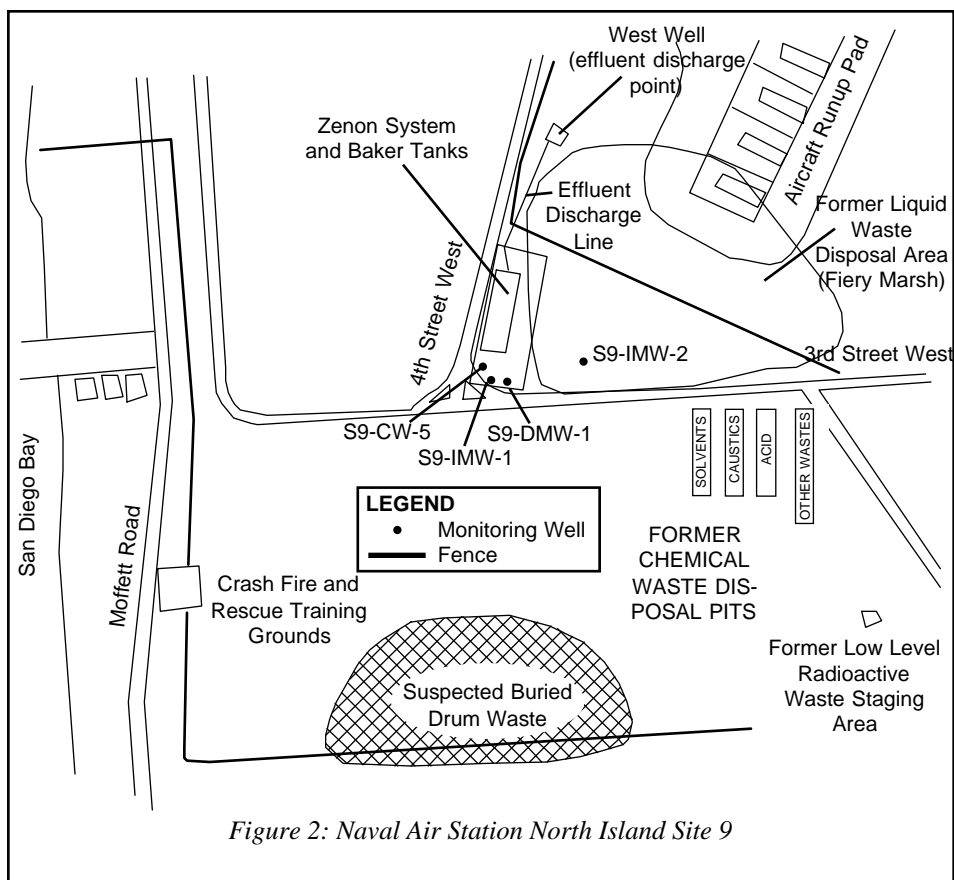 West Well
(effluent discharge
point)
Aircraft Runup Pad
Zenon System
and Baker Tanks
Effluent
Discharge
Line
Former Liquid
Waste
Disposal Area
(Fiery Marsh)
4th Street West
3rd Street West
S9-IMW-2
S9-CW-5
S9-DMW-1
S9-IMW-1
SOLVENTS
CAUSTICS
ACID
OTHER WASTES
San Diego Bay
Moffett Road
LEGEND
Monitoring Well
Fence
FORMER
CHEMICAL
WASTE DIS-
POSAL PITS
Crash Fire and
Rescue Training
Grounds
Former Low Level
Radioactive
Waste Staging
Area
Suspected Buried
Drum Waste
Figure 2: Naval Air Station North Island Site 9